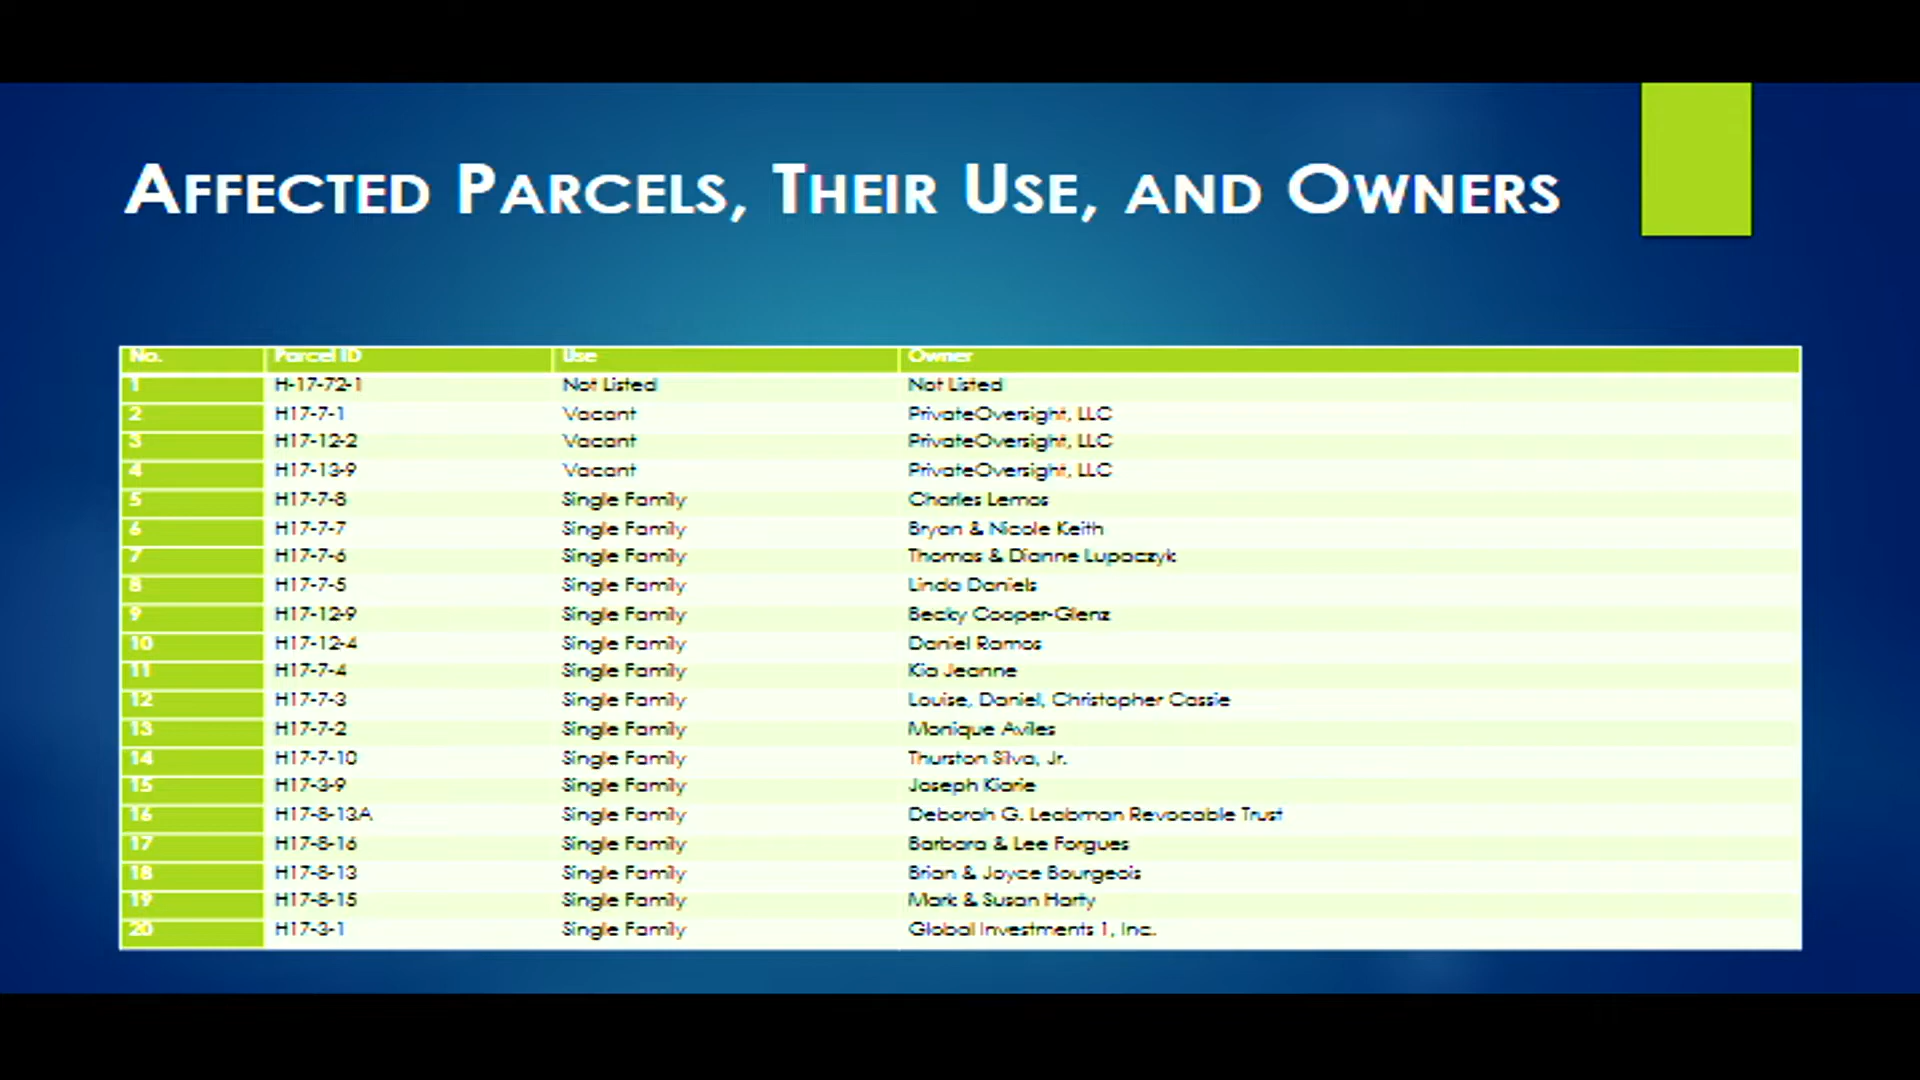 AFFECTED PARCELS, THEIR USE, AND OWNERS
No. Parcel ID Use Owner
1 H-17-72-1 Not Listed Not Listed
2 H17-7-1 Vacant PrivateOversight, LLC
3 H17-12-2 Vacant PrivateOversight, LLC
4 H17-13-9 Vacant PrivateOversight, LLC
5 H17-7-8 Single Family Charles Lemos
6 H17-7-7 Single Family Bryan & Nicole Keith
7 H17-7-6 Single Family Thomas & Dianne Lupaczyk
8 H17-7-5 Single Family Linda Daniels
9 H17-12-9 Single Family Becky Cooper-Glenz
10 H17-12-4 Single Family Daniel Ramos
11 H17-7-4 Single Family Kia Jeanne
12 H17-7-3 Single Family Louise, Daniel, Christopher Cassie
13 H17-7-2 Single Family Monique Aviles
14 H17-7-10 Single Family Thurston Silva, Jr.
15 H17-3-9 Single Family Joseph Kiarie
16 H17-8-13A Single Family Deborah G. Leabman Revocable Trust
17 H17-8-16 Single Family Barbara & Lee Forgues
18 H17-8-13 Single Family Brian & Joyce Bourgeois
19 H17-8-15 Single Family Mark & Susan Harty
20 H17-3-1 Single Family Global Investments 1, Inc.